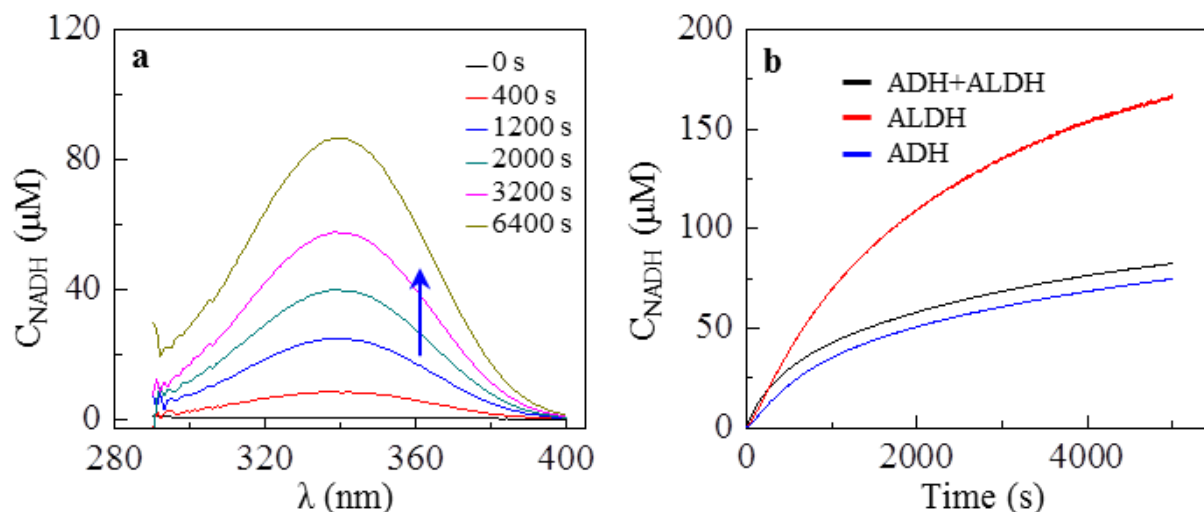 a
0 s
400 s
1200 s
2000 s
3200 s
6400 s
120
80
40
0
C_NADH (μM)
280
320
360
400
λ (nm)
b
ADH+ALDH
ALDH
ADH
200
150
100
50
0
C_NADH (μM)
0
2000
4000
Time (s)